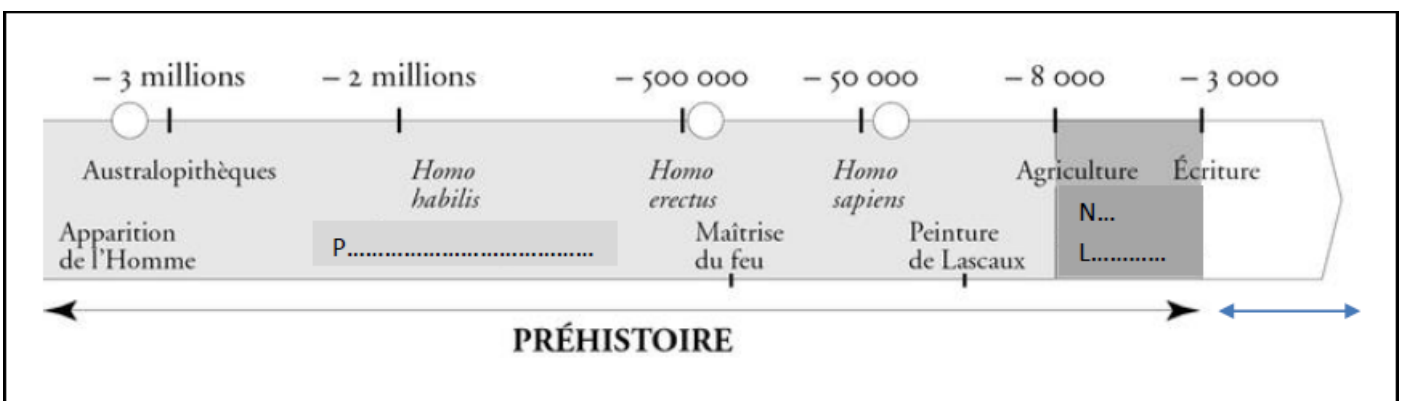 – 3 millions – 2 millions – 500 000 – 50 000 – 8 000 – 3 000
Australopithèques Homo Homo Homo Agriculture Écriture
habilis erectus sapiens
N...
Apparition Maîtrise Peinture
de l'Homme P....................................... du feu de Lascaux
L............
PRÉHISTOIRE